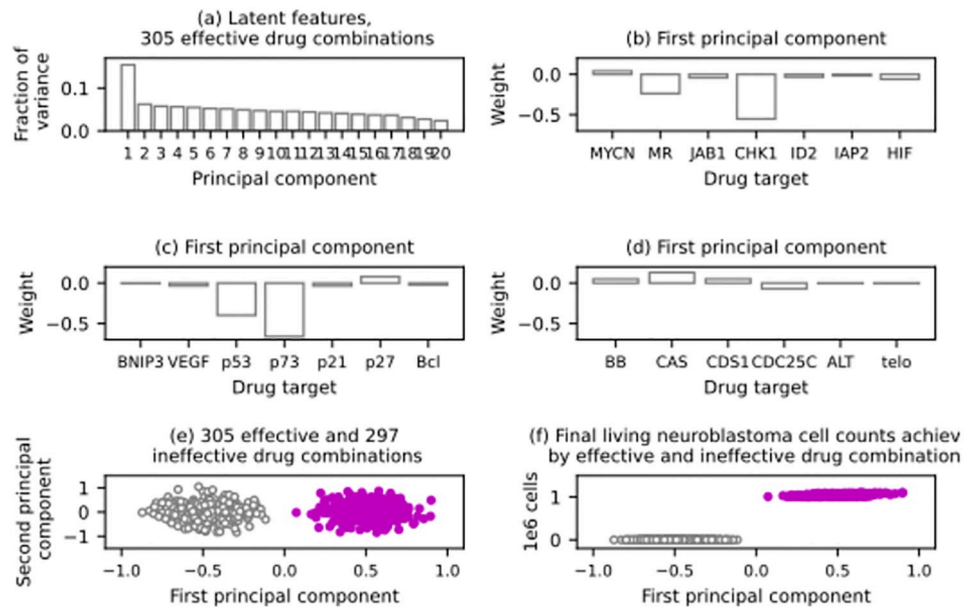 (a) Latent features,
305 effective drug combinations
Fraction of
variance
0.1
0.0
1 2 3 4 5 6 7 8 9 10 11 12 13 14 15 16 17 18 19 20
Principal component
(b) First principal component
Weight
0.0
−0.5
MYCN MR JAB1 CHK1 ID2 IAP2 HIF
Drug target
(c) First principal component
Weight
0.0
−0.5
BNIP3 VEGF p53 p73 p21 p27 Bcl
Drug target
(d) First principal component
Weight
0.0
−0.5
BB CAS CDS1 CDC25C ALT telo
Drug target
(e) 305 effective and 297
ineffective drug combinations
Second principal
component
1
0
−1
−1.0 −0.5 0.0 0.5 1.0
First principal component
(f) Final living neuroblastoma cell counts achiev
by effective and ineffective drug combination
1e6 cells
1
0
−1.0 −0.5 0.0 0.5 1.0
First principal component